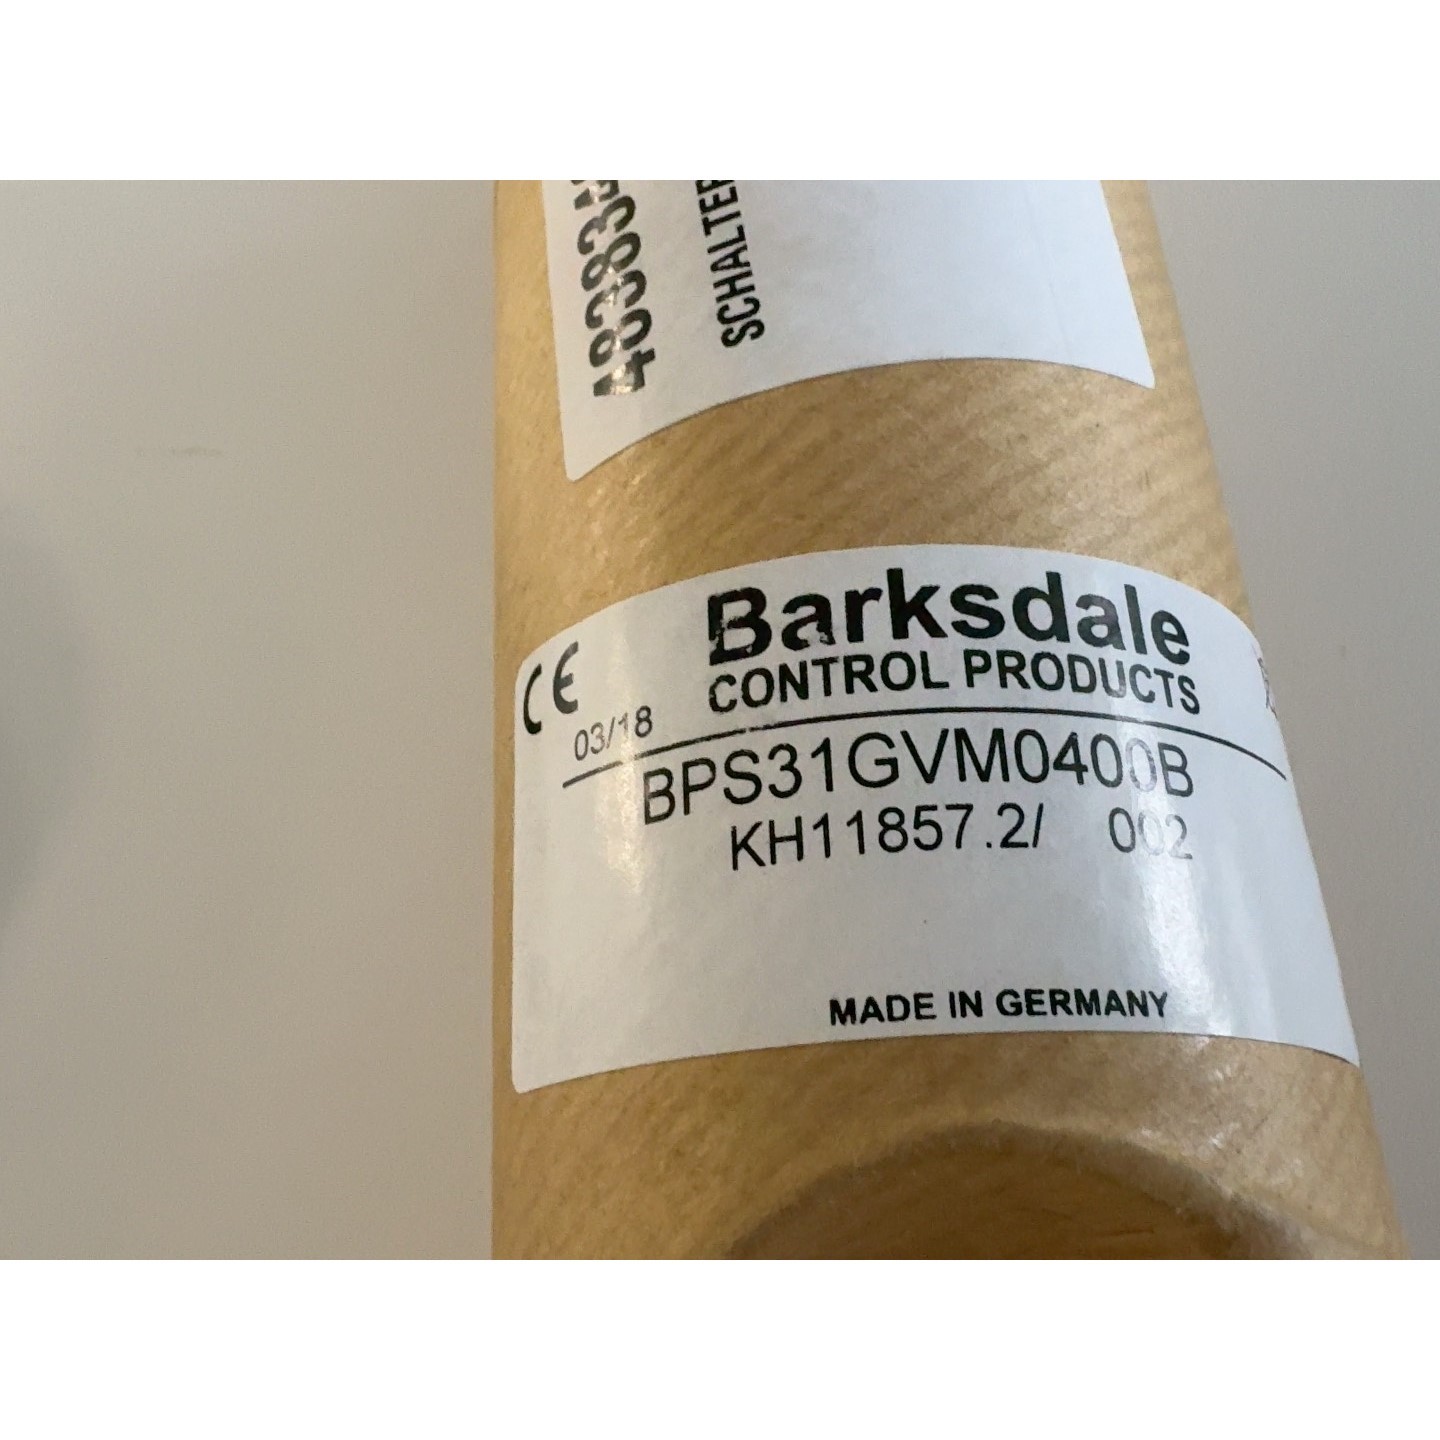 SCHALTER
Barksdale
CONTROL PRODUCTS
CE
03/18
BPS31GVM0400B
KH11857.2/ 002
MADE IN GERMANY